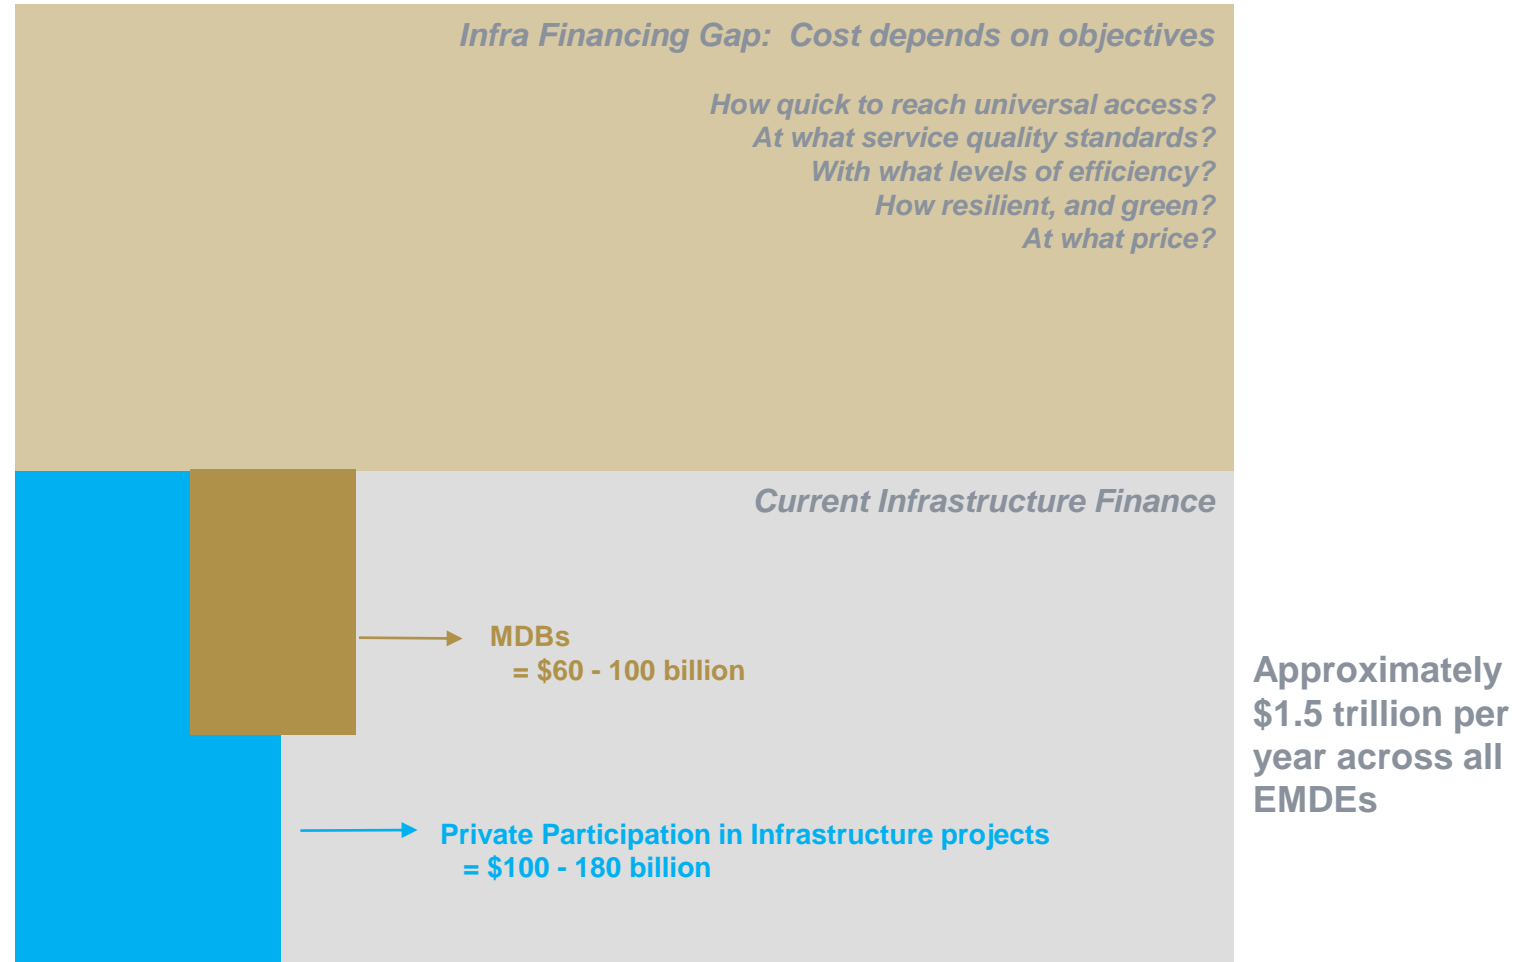 Infra Financing Gap:  Cost depends on objectives
How quick to reach universal access?
At what service quality standards?
With what levels of efficiency?
How resilient, and green?
At what price?
Current Infrastructure Finance
MDBs
= $60 - 100 billion
Private Participation in Infrastructure projects
= $100 - 180 billion
Approximately
$1.5 trillion per
year across all
EMDEs